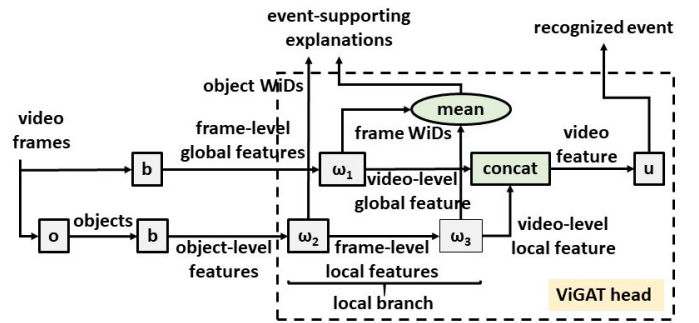 event-supporting
explanations
recognized event
object WiDs
mean
video
frames
frame-level
global features
frame WiDs
video
feature
b
ω1
video-level
global feature
concat
u
o
objects
b
object-level
features
ω2
frame-level
local features
ω3
video-level
local feature
local branch
ViGAT head